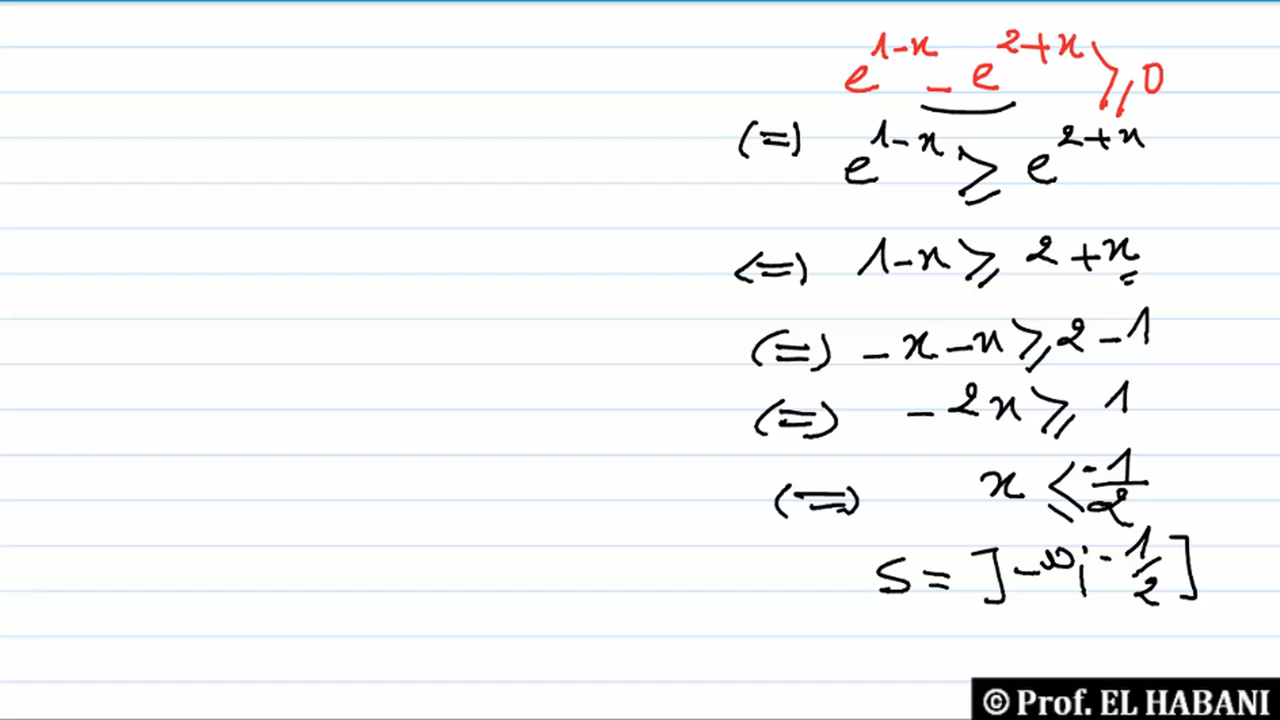 e^{1-x} - e^{2+x} ⩾ 0
(=) e^{1-x} ≥ e^{2+x}
<=) 1-x ⩾ 2+x
(=) -x-x ⩾ 2-1
(=) -2x ⩾ 1
(=) x ⩽ -1/2
S = ]-∞; -1/2]
© Prof. EL HABANI